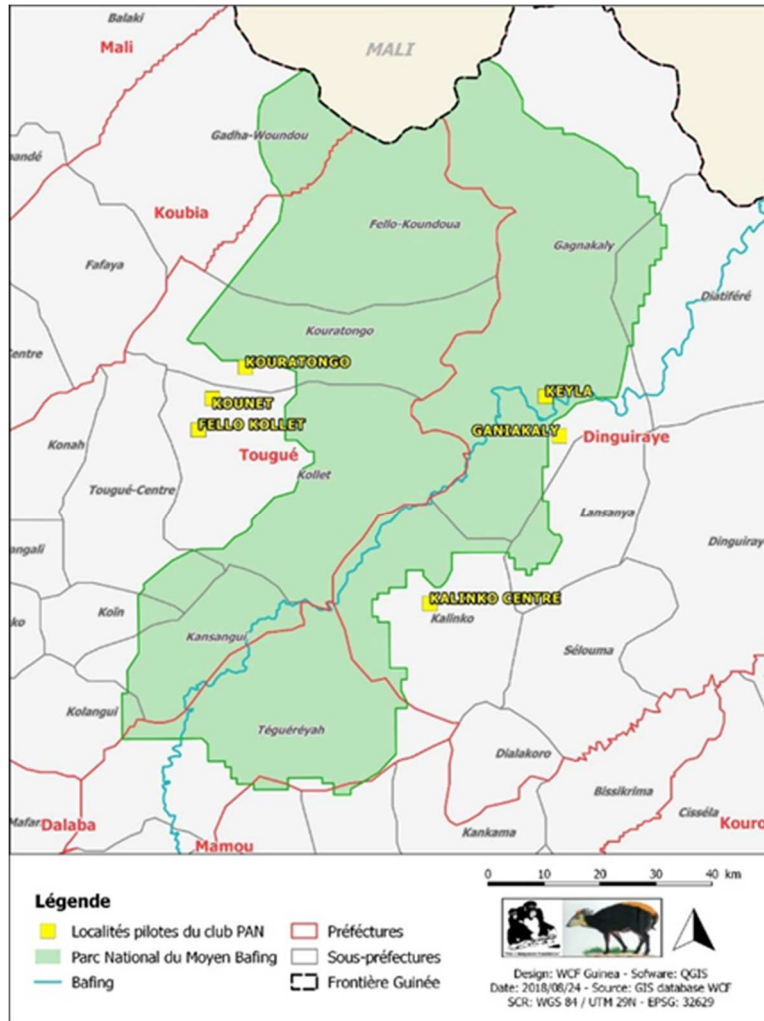 Balaki
Mali
MALI
Gadha-Woundou
Koubia
Fello-Koundoua
Gagnakaly
Fafaya
Diatiféré
Kouratongo
Centre
KOURATONGO
KOUNET
KEYLA
FELLO KOLLET
GANIAKALY
Dinguiraye
Konah
Tougué
Kollet
Tougué-Centre
Lansanya
Dinguiraye
Koïn
KALINKO CENTRE
Kalinko
Kansangui
Sélouma
Kolangui
Téguéréyah
Dialakoro
Bissikrima
Cisséla
Dalaba
Mamou
Kankama
Légende
Localités pilotes du club PAN
Parc National du Moyen Bafing
Bafing
Préféctures
Sous-préfectures
Frontière Guinée
0 10 20 30 40 km
Design: WCF Guinea - Sofware: QGIS
Date: 2018/08/24 - Source: GIS database WCF
SCR: WGS 84 / UTM 29N - EPSG: 32629